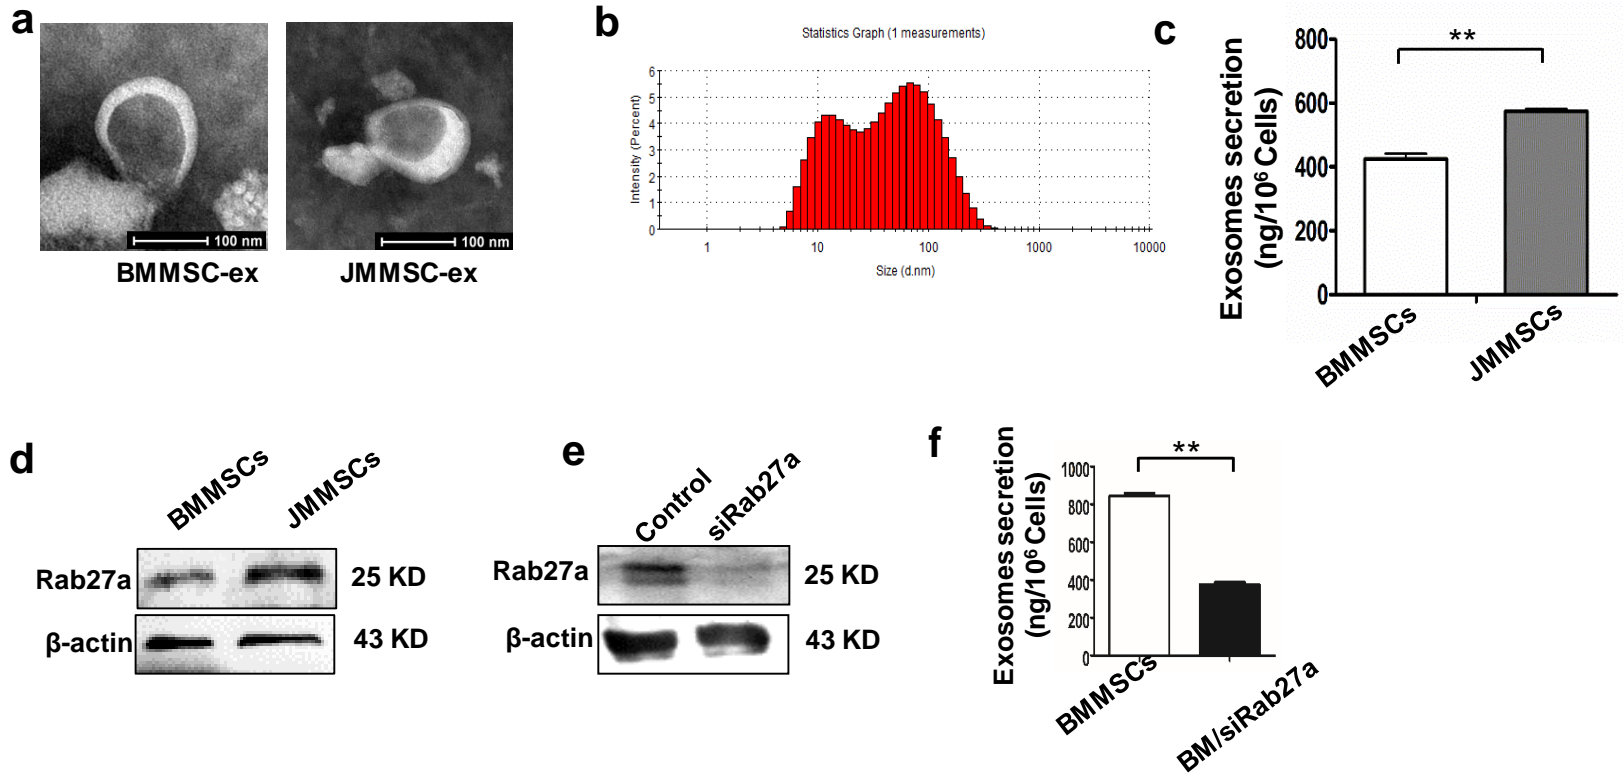 a
100 nm
BMMSC-ex
100 nm
JMMSC-ex
b
Statistics Graph (1 measurements)
Intensity (Percent)
6
5
4
3
2
1
0
1
10
100
1000
10000
Size (d.nm)
c
Exosomes secretion
(ng/10⁶ Cells)
800
600
400
200
0
**
BMMSCs
JMMSCs
d
BMMSCs
JMMSCs
Rab27a
25 KD
β-actin
43 KD
e
Control
siRab27a
Rab27a
25 KD
β-actin
43 KD
f
Exosomes secretion
(ng/10⁶ Cells)
1000
800
600
400
200
0
**
BMMSCs
BM/siRab27a